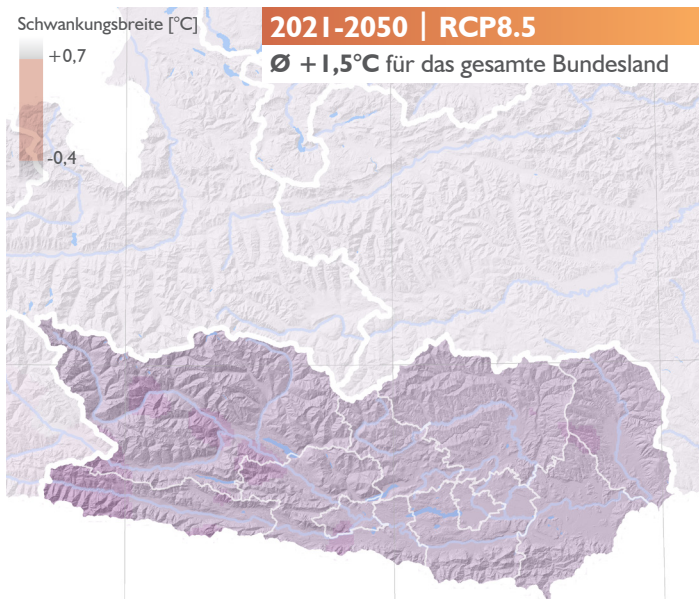 Schwankungsbreite [°C]
+0,7
-0,4
2021-2050 | RCP8.5
Ø +1,5°C für das gesamte Bundesland